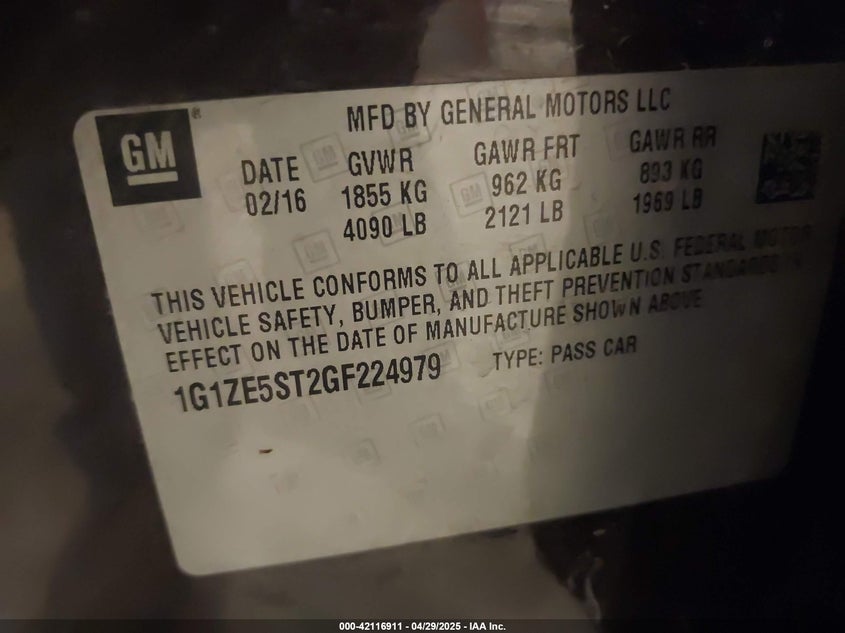 GM®
MFD BY GENERAL MOTORS LLC
DATE GVWR GAWR FRT GAWR RR
02/16 1855 KG 962 KG 893 KG
4090 LB 2121 LB 1969 LB
THIS VEHICLE CONFORMS TO ALL APPLICABLE U.S. FEDERAL MOTOR
VEHICLE SAFETY, BUMPER, AND THEFT PREVENTION STANDARDS IN
EFFECT ON THE DATE OF MANUFACTURE SHOWN ABOVE
1G1ZE5ST2GF224979 TYPE: PASS CAR
000-42116911 - 04/29/2025 - IAA Inc.